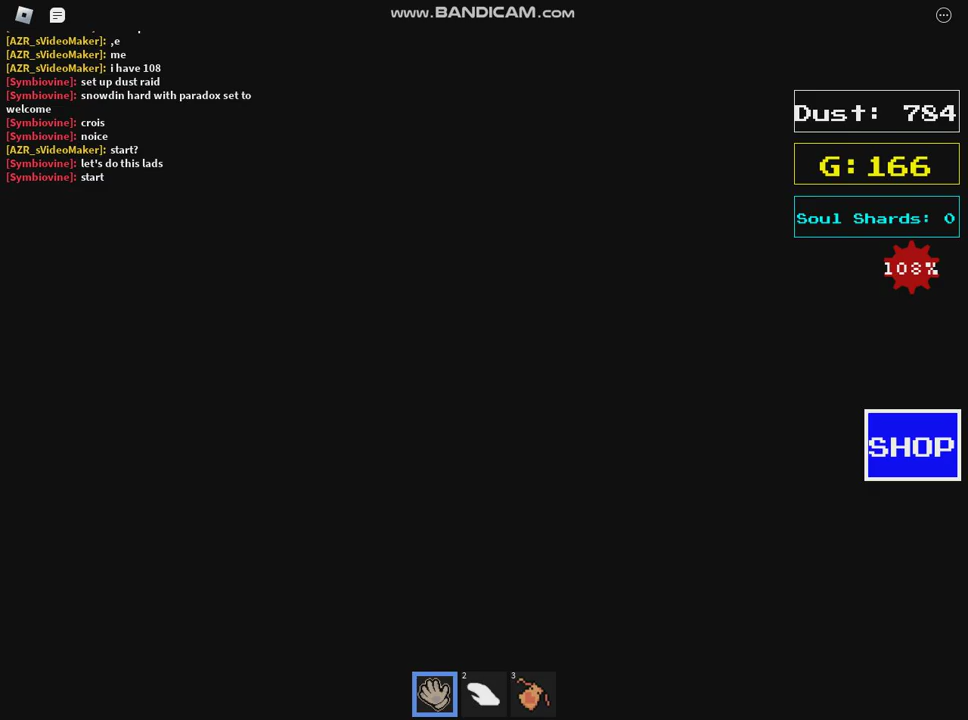 www.BANDICAM.com
[AZR_sVideoMaker]: ,e
[AZR_sVideoMaker]: me
[AZR_sVideoMaker]: i have 108
[Symbiovine]: set up dust raid
[Symbiovine]: snowdin hard with paradox set to
welcome
[Symbiovine]: crois
[Symbiovine]: noice
[AZR_sVideoMaker]: start?
[Symbiovine]: let's do this lads
[Symbiovine]: start
Dust: 784
G: 166
Soul Shards: 0
108%
SHOP
2
3